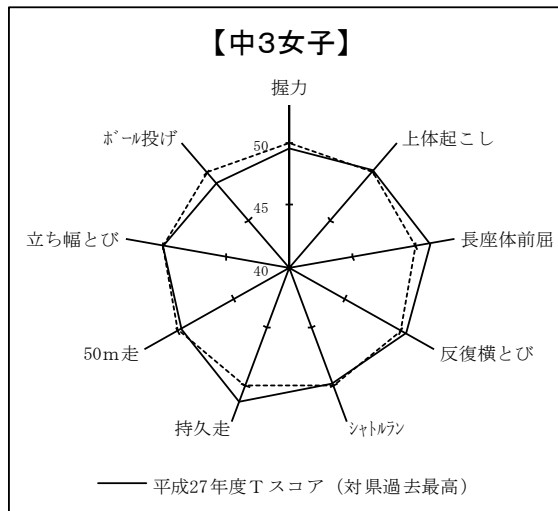 【中3女子】
握力
上体起こし
長座体前屈
反復横とび
ｼｬﾄﾙﾗﾝ
持久走
50ｍ走
立ち幅とび
ﾎﾞｰﾙ投げ
50
45
40
平成27年度Ｔスコア（対県過去最高）